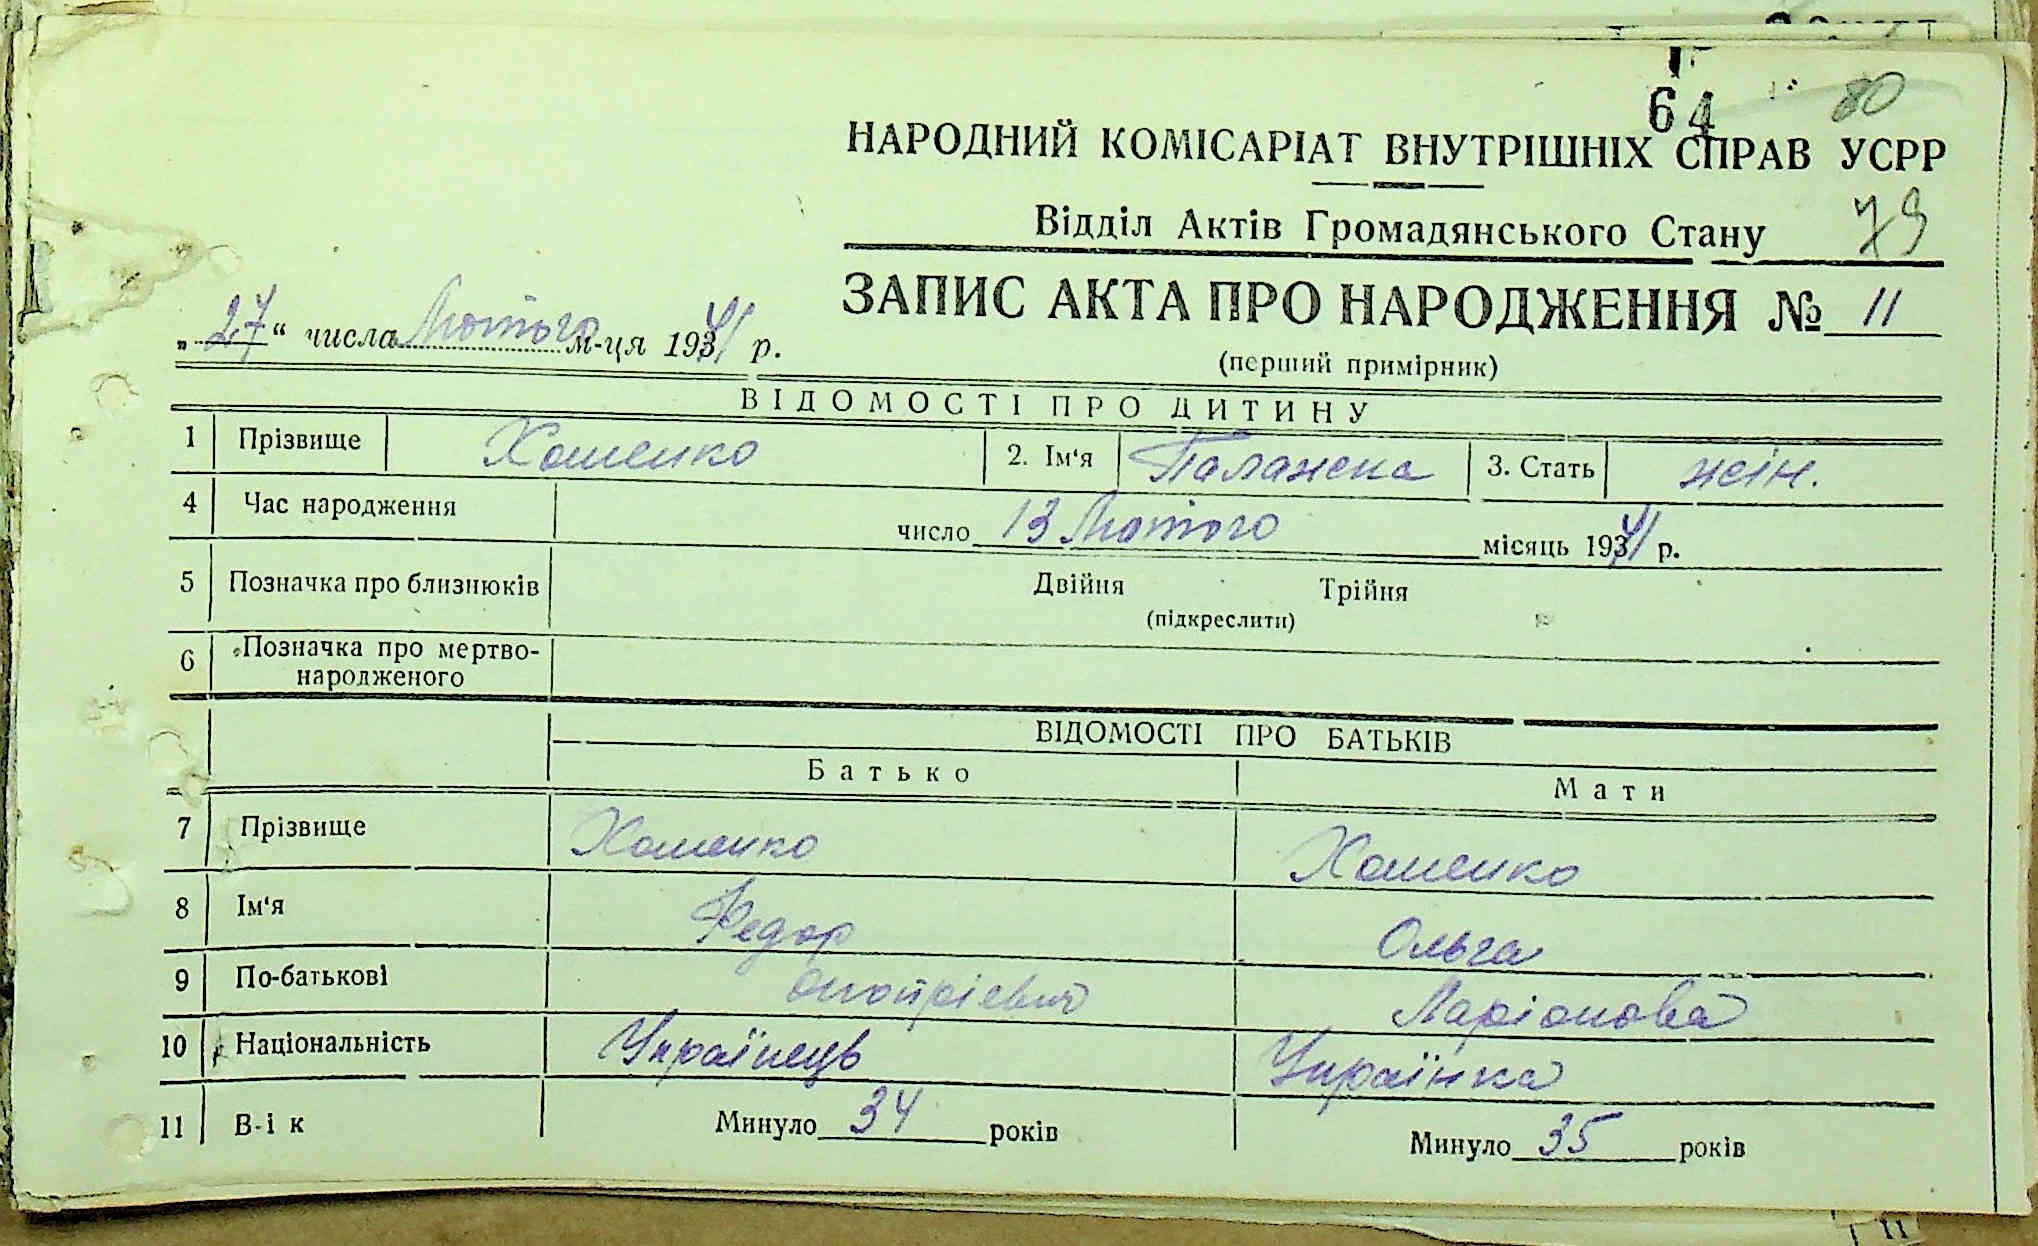 64 80
НАРОДНИЙ КОМІСАРІАТ ВНУТРІШНІХ СПРАВ УСРР
Відділ Актів Громадянського Стану 79
ЗАПИС АКТА ПРО НАРОДЖЕННЯ № 11
„27“ числа Лютого м-ця 1941 р.
(перший примірник)
ВІДОМОСТІ ПРО ДИТИНУ
1 Прізвище Хоменко 2. Ім‘я Палажска 3. Стать жін.
4 Час народження число 13 Лютого місяць 1941 р.
5 Позначка про близнюків Двійня Трійня
(підкреслити)
6 Позначка про мертво-
народженого
ВІДОМОСТІ ПРО БАТЬКІВ
Батько Мати
7 Прізвище Хоменко Хоменко
8 Ім‘я Федор Ольга
9 По-батькові Ларіонова
10 Національність Українець Українка
11 В-і к Минуло 34 років Минуло 35 років